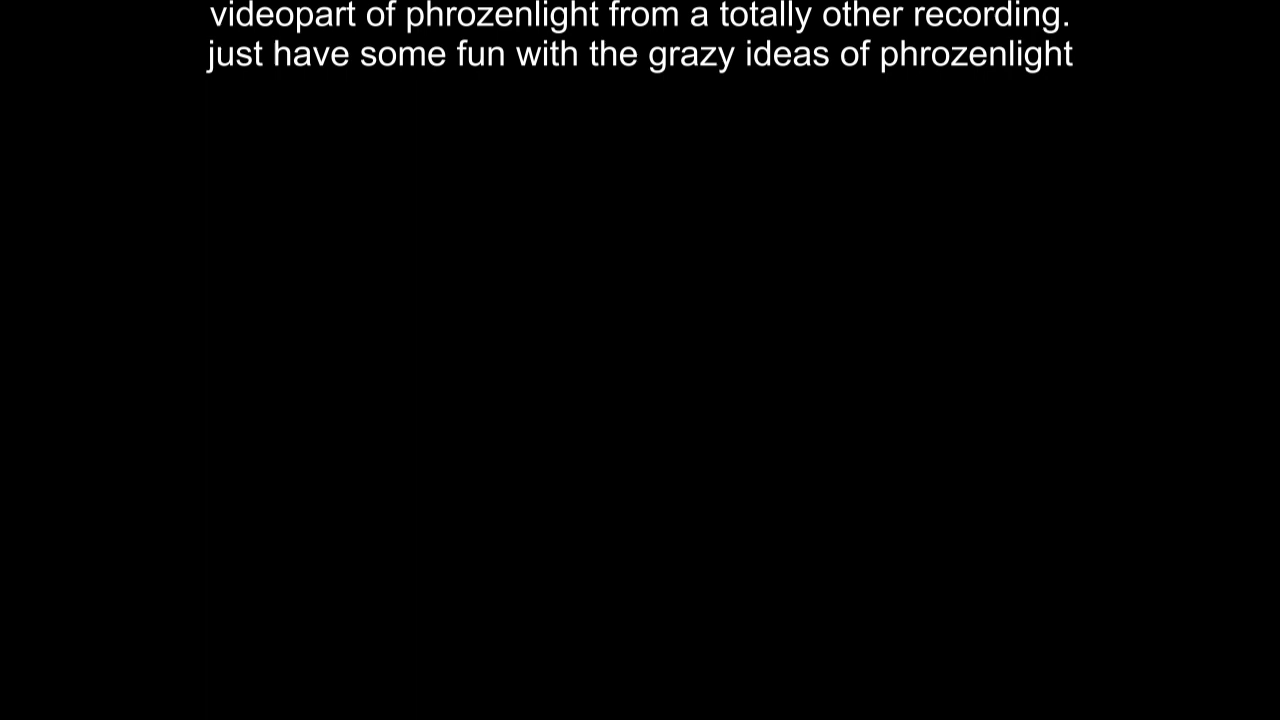 videopart of phrozenlight from a totally other recording.
just have some fun with the grazy ideas of phrozenlight